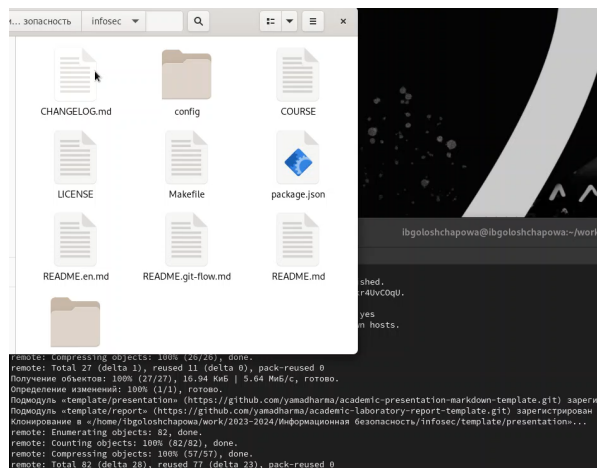 и... зопасность infosec
CHANGELOG.md config COURSE
LICENSE Makefile package.json
README.en.md README.git-flow.md README.md
ibgoloshchapowa@ibgoloshchapowa:~/work
shed.
:r4UvCOqU.
yes
n hosts.
remote: Compressing objects: 100% (26/26), done.
remote: Total 27 (delta 1), reused 11 (delta 0), pack-reused 0
Получение объектов: 100% (27/27), 16.94 КиБ | 5.64 МиБ/с, готово.
Определение изменений: 100% (1/1), готово.
Подмодуль «template/presentation» (https://github.com/yamadharma/academic-presentation-markdown-template.git) зареги
Подмодуль «template/report» (https://github.com/yamadharma/academic-laboratory-report-template.git) зарегистрирован
Клонирование в «/home/ibgoloshchapowa/work/2023-2024/Информационная безопасность/infosec/template/presentation»...
remote: Enumerating objects: 82, done.
remote: Counting objects: 100% (82/82), done.
remote: Compressing objects: 100% (57/57), done.
remote: Total 82 (delta 28), reused 77 (delta 23), pack-reused 0